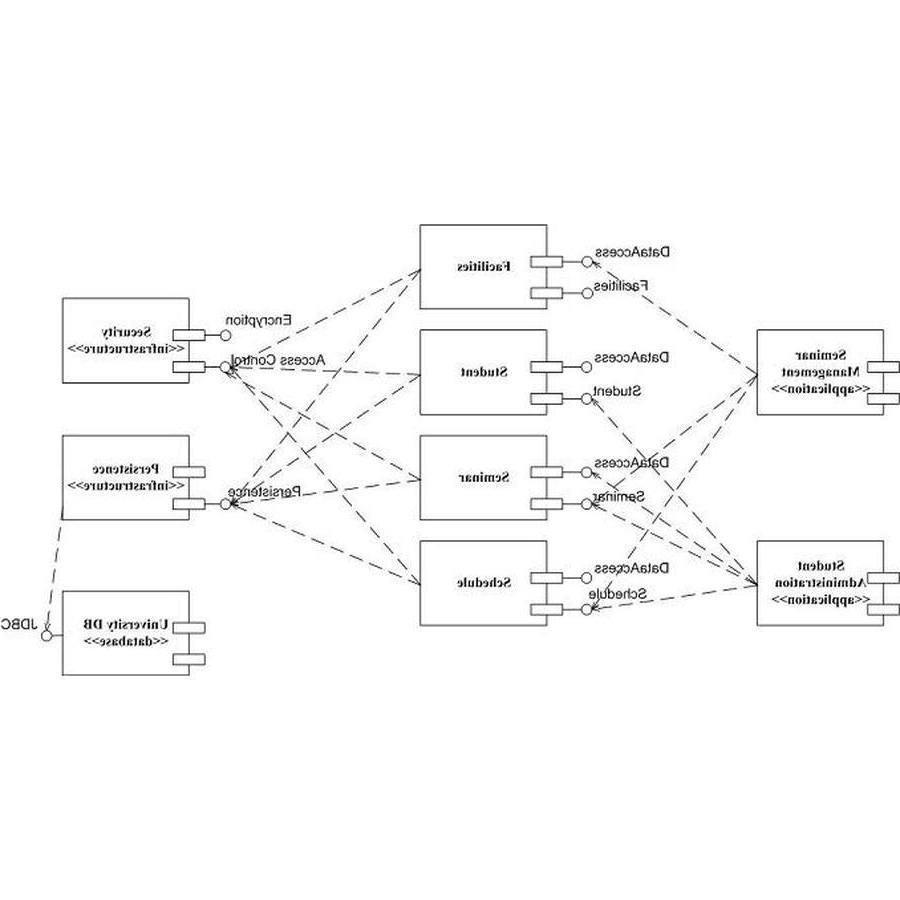 DataAccess
Facilities
Facilities
Encryption
Security
<<infrastructure>>
Access Control
DataAccess
Student
Student
Seminar
Management
<<application>>
DataAccess
Seminar
Seminar
Persistence
<<infrastructure>>
Persistence
DataAccess
Schedule
Schedule
Student
Administration
<<application>>
JDBC
University DB
<<database>>